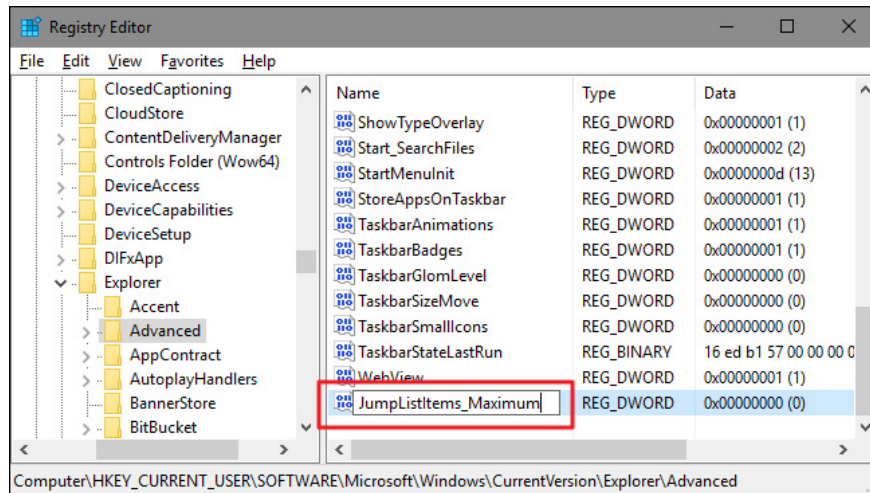 Registry Editor
File Edit View Favorites Help
ClosedCaptioning
CloudStore
ContentDeliveryManager
Controls Folder (Wow64)
DeviceAccess
DeviceCapabilities
DeviceSetup
DIFxApp
Explorer
Accent
Advanced
AppContract
AutoplayHandlers
BannerStore
BitBucket
Name Type Data
ShowTypeOverlay REG_DWORD 0x00000001 (1)
Start_SearchFiles REG_DWORD 0x00000002 (2)
StartMenuInit REG_DWORD 0x0000000d (13)
StoreAppsOnTaskbar REG_DWORD 0x00000001 (1)
TaskbarAnimations REG_DWORD 0x00000001 (1)
TaskbarBadges REG_DWORD 0x00000001 (1)
TaskbarGlomLevel REG_DWORD 0x00000000 (0)
TaskbarSizeMove REG_DWORD 0x00000000 (0)
TaskbarSmallIcons REG_DWORD 0x00000000 (0)
TaskbarStateLastRun REG_BINARY 16 ed b1 57 00 00 00 0
WebView REG_DWORD 0x00000001 (1)
JumpListItems_Maximum REG_DWORD 0x00000000 (0)
Computer\HKEY_CURRENT_USER\SOFTWARE\Microsoft\Windows\CurrentVersion\Explorer\Advanced